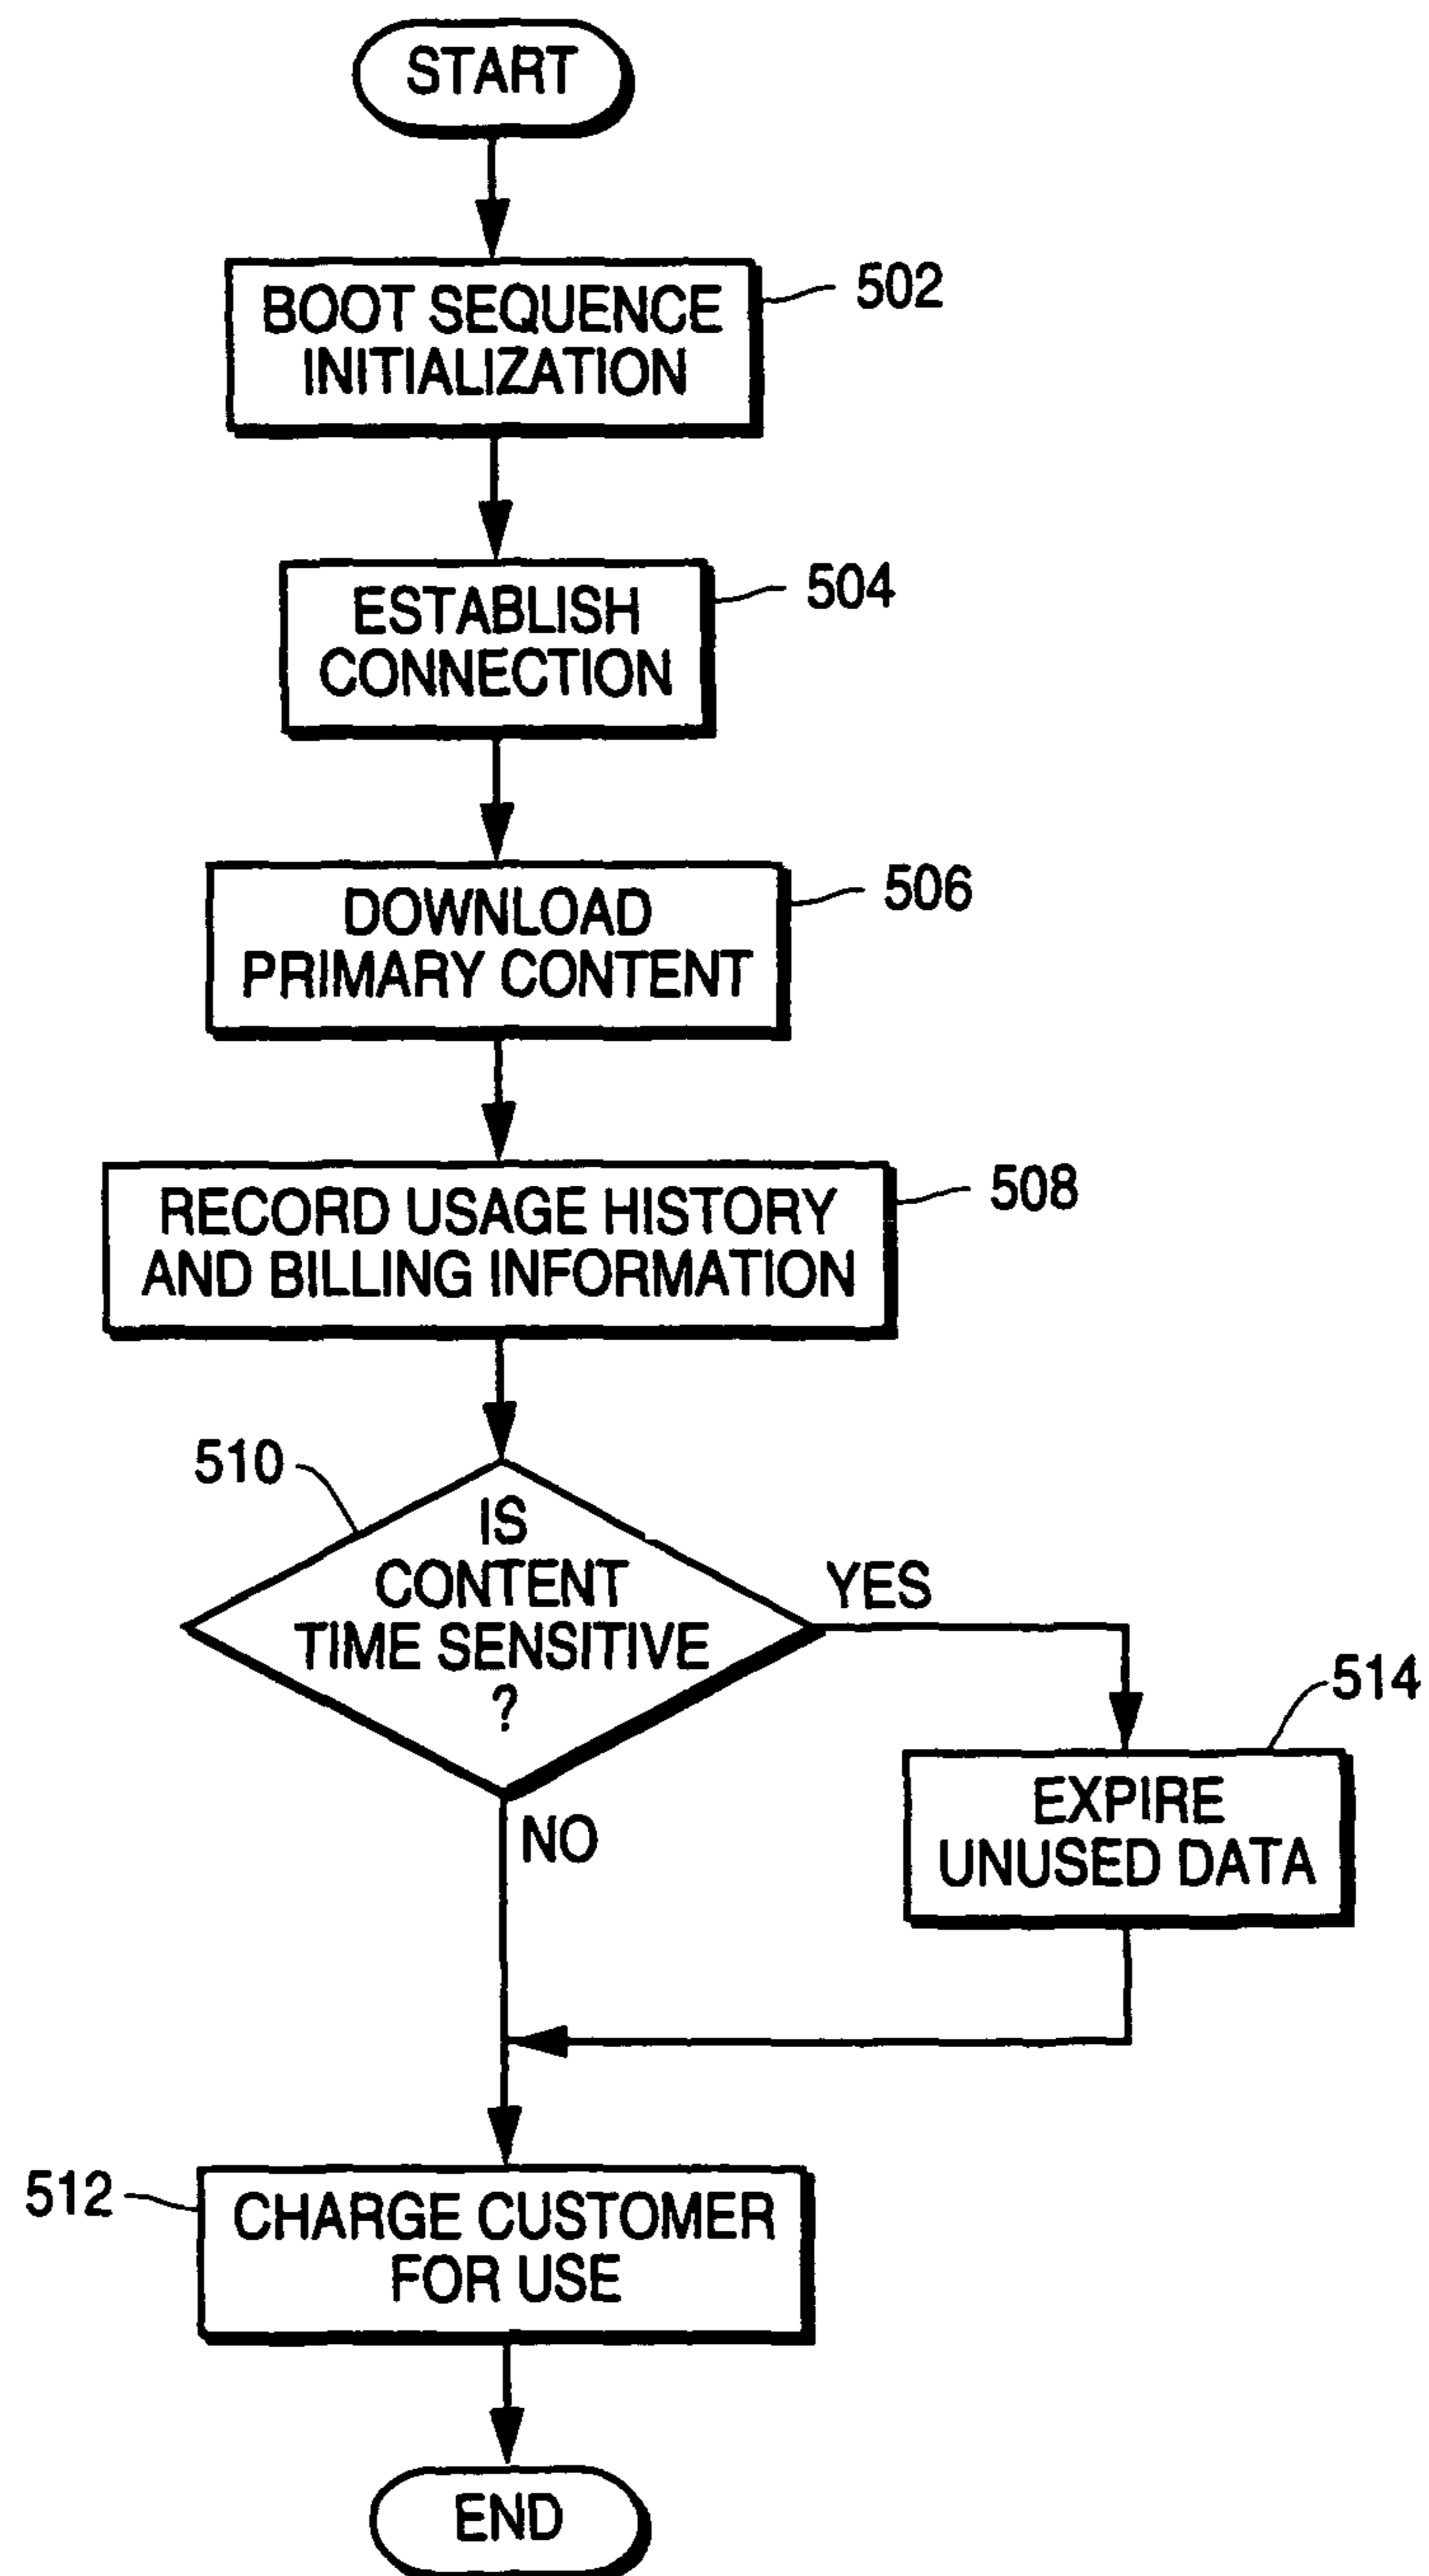 START
BOOT SEQUENCE
INITIALIZATION
502
ESTABLISH
CONNECTION
504
DOWNLOAD
PRIMARY CONTENT
506
RECORD USAGE HISTORY
AND BILLING INFORMATION
508
510
IS
CONTENT
TIME SENSITIVE
?
YES
NO
514
EXPIRE
UNUSED DATA
512
CHARGE CUSTOMER
FOR USE
END